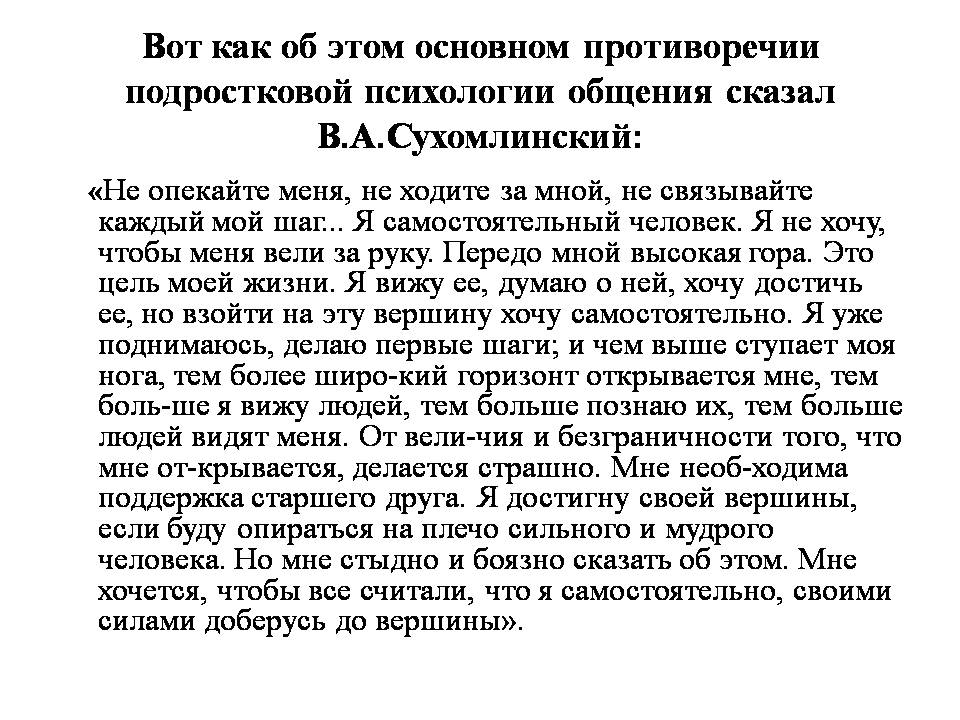 Вот как об этом основном противоречии
подростковой психологии общения сказал
В.А.Сухомлинский:
«Не опекайте меня, не ходите за мной, не связывайте
каждый мой шаг... Я самостоятельный человек. Я не хочу,
чтобы меня вели за руку. Передо мной высокая гора. Это
цель моей жизни. Я вижу ее, думаю о ней, хочу достичь
ее, но взойти на эту вершину хочу самостоятельно. Я уже
поднимаюсь, делаю первые шаги; и чем выше ступает моя
нога, тем более широ-кий горизонт открывается мне, тем
боль-ше я вижу людей, тем больше познаю их, тем больше
людей видят меня. От вели-чия и безграничности того, что
мне от-крывается, делается страшно. Мне необ-ходима
поддержка старшего друга. Я достигну своей вершины,
если буду опираться на плечо сильного и мудрого
человека. Но мне стыдно и боязно сказать об этом. Мне
хочется, чтобы все считали, что я самостоятельно, своими
силами доберусь до вершины».